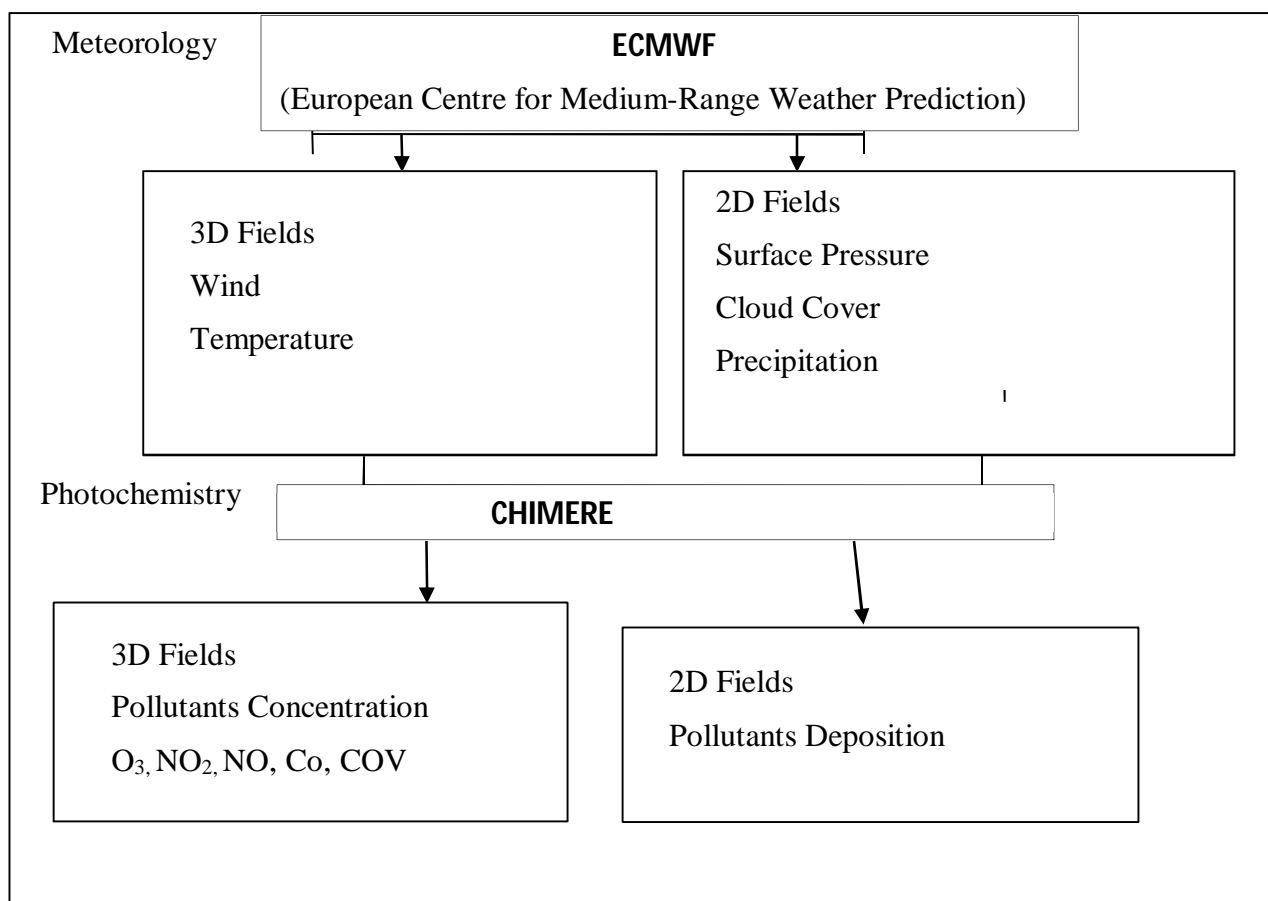 Meteorology
ECMWF
(European Centre for Medium-Range Weather Prediction)
3D Fields
Wind
Temperature
2D Fields
Surface Pressure
Cloud Cover
Precipitation
Photochemistry
CHIMERE
3D Fields
Pollutants Concentration
O₃, NO₂, NO, Co, COV
2D Fields
Pollutants Deposition